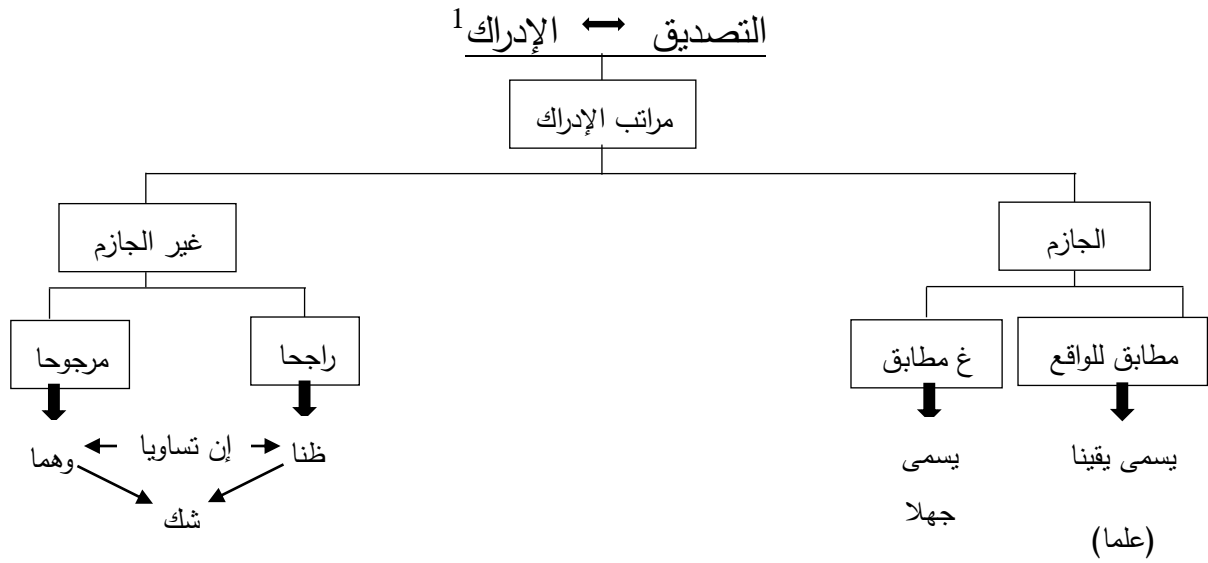 التصديق ↔ الإدراك1
مراتب الإدراك
الجازم
غير الجازم
مطابق للواقع
غ مطابق
راجحا
مرجوحا
يسمى يقينا
(علما)
يسمى
جهلا
ظنا
إن تساويا
وهما
شك